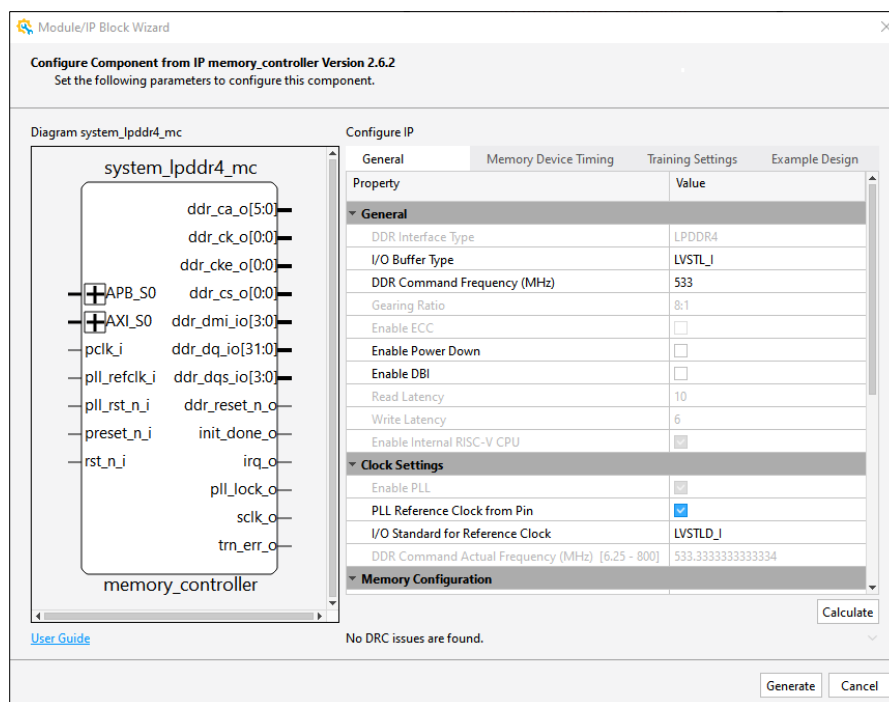 Module/IP Block Wizard
Configure Component from IP memory_controller Version 2.6.2
Set the following parameters to configure this component.
Diagram system_lpddr4_mc
system_lpddr4_mc
ddr_ca_o[5:0]
ddr_ck_o[0:0]
ddr_cke_o[0:0]
APB_S0 ddr_cs_o[0:0]
AXI_S0 ddr_dmi_io[3:0]
pclk_i ddr_dq_io[31:0]
pll_refclk_i ddr_dqs_io[3:0]
pll_rst_n_i ddr_reset_n_o
preset_n_i init_done_o
rst_n_i irq_o
pll_lock_o
sclk_o
trn_err_o
memory_controller
User Guide
Configure IP
General Memory Device Timing Training Settings Example Design
Property Value
General
DDR Interface Type LPDDR4
I/O Buffer Type LVSTL_I
DDR Command Frequency (MHz) 533
Gearing Ratio 8:1
Enable ECC
Enable Power Down
Enable DBI
Read Latency 10
Write Latency 6
Enable Internal RISC-V CPU
Clock Settings
Enable PLL
PLL Reference Clock from Pin
I/O Standard for Reference Clock LVSTLD_I
DDR Command Actual Frequency (MHz) [6.25 - 800] 533.3333333333334
Memory Configuration
Calculate
No DRC issues are found.
Generate Cancel